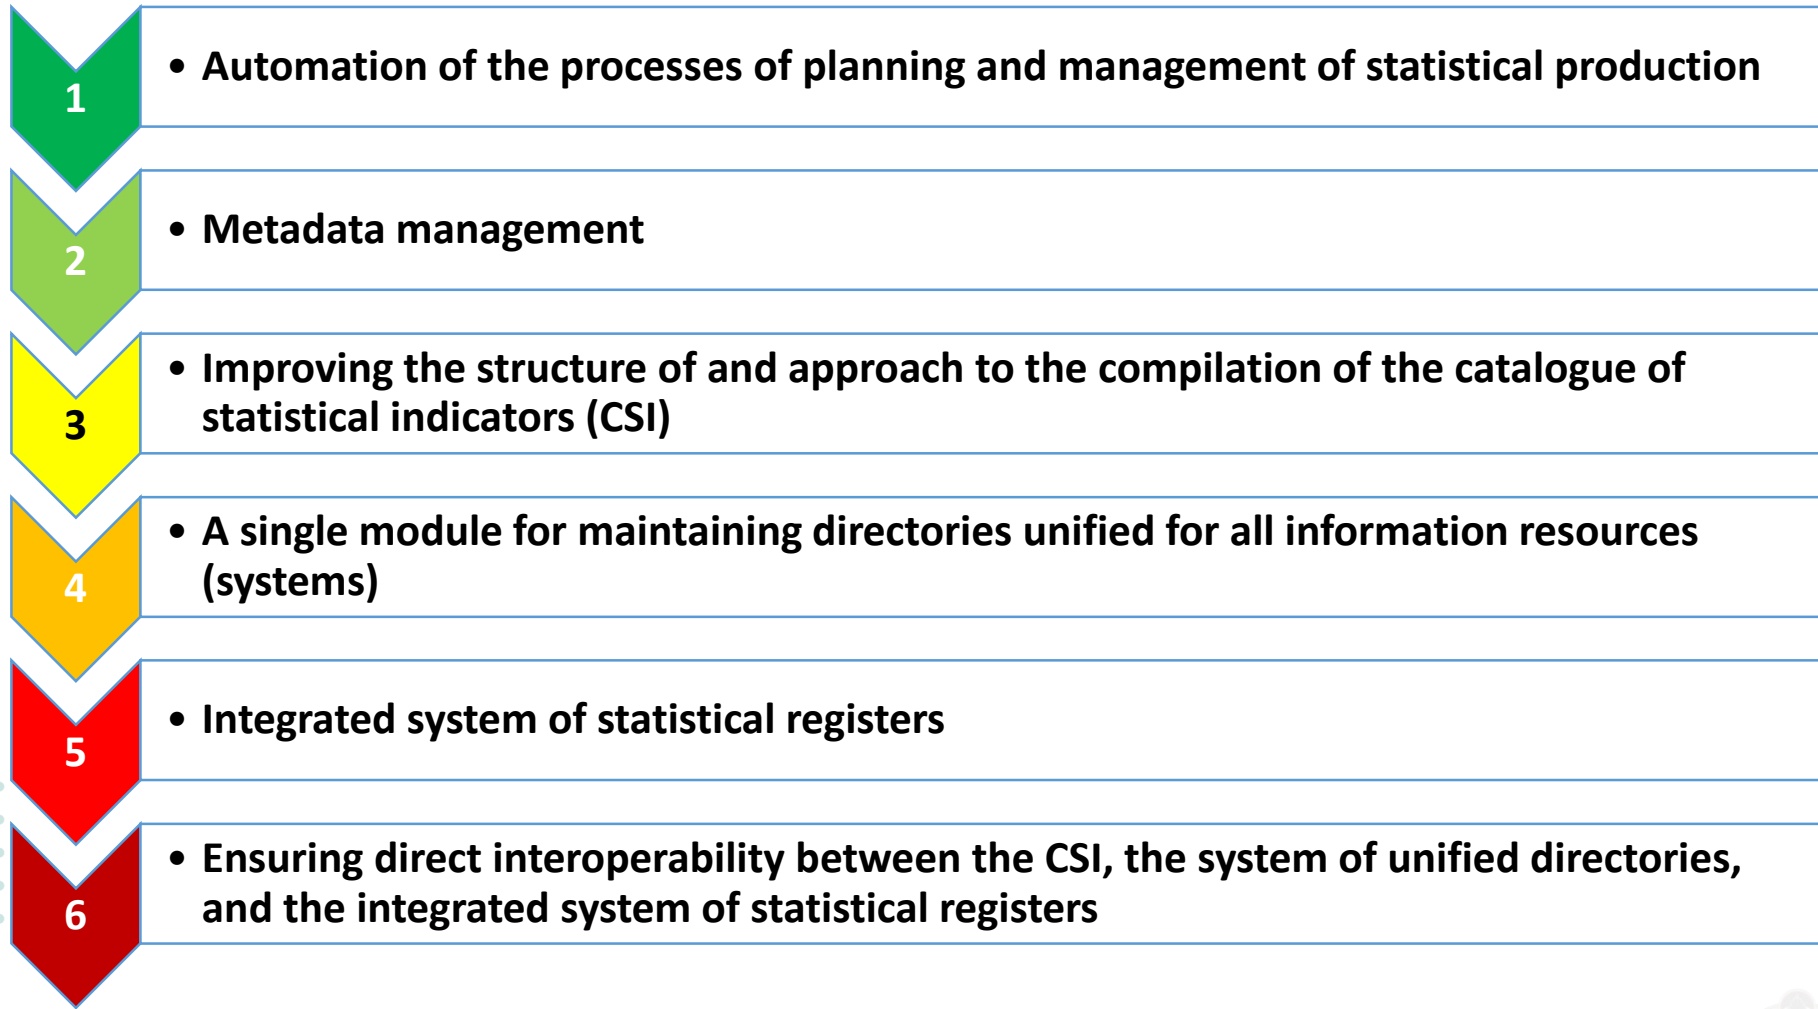 1
• Automation of the processes of planning and management of statistical production
2
• Metadata management
3
• Improving the structure of and approach to the compilation of the catalogue of
statistical indicators (CSI)
4
• A single module for maintaining directories unified for all information resources
(systems)
5
• Integrated system of statistical registers
6
• Ensuring direct interoperability between the CSI, the system of unified directories,
and the integrated system of statistical registers